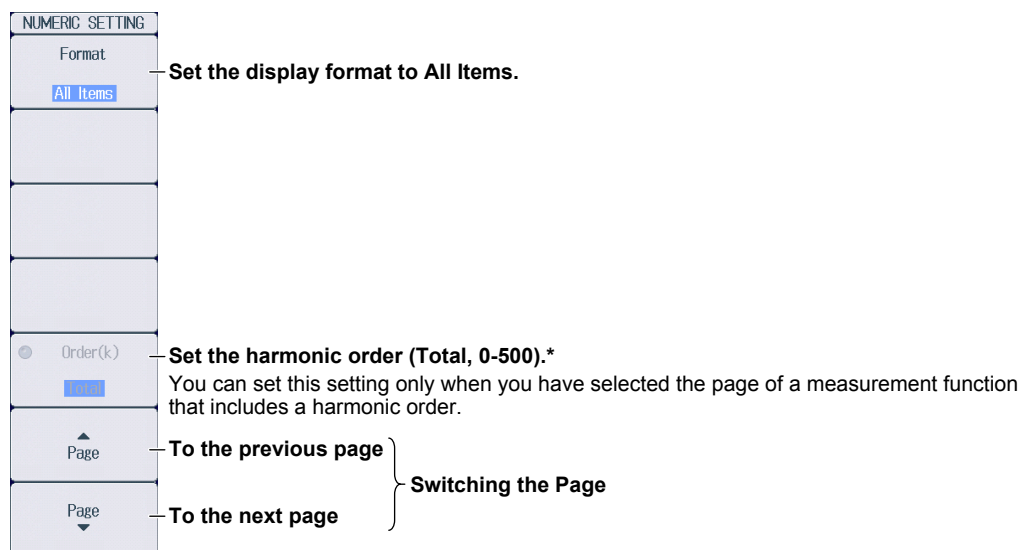 NUMERIC SETTING
Format
All Items
Set the display format to All Items.
Order(k)
Total
Set the harmonic order (Total, 0-500).*
You can set this setting only when you have selected the page of a measurement function
that includes a harmonic order.
Page
To the previous page
Switching the Page
Page
To the next page